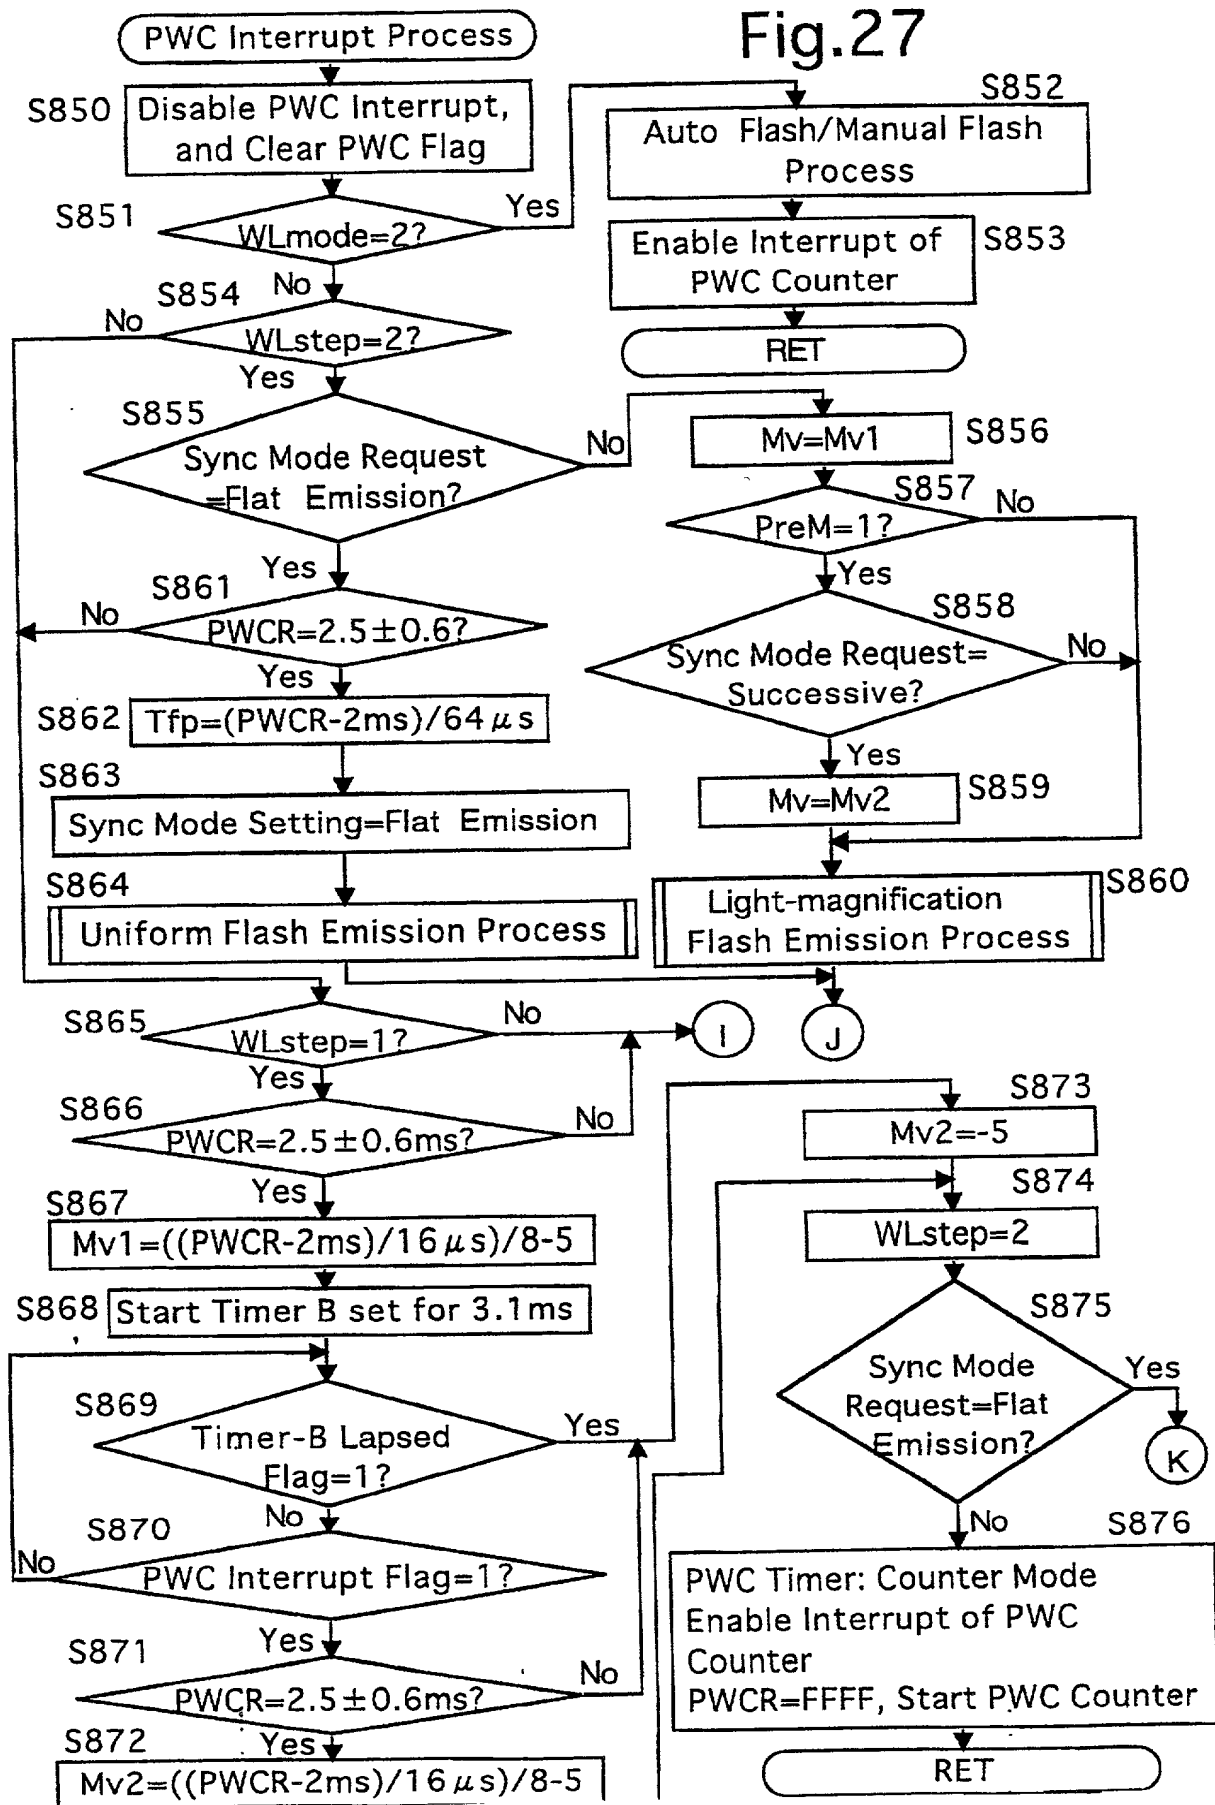 Fig.27
PWC Interrupt Process
S850
Disable PWC Interrupt,
and Clear PWC Flag
S851
WLmode=2?
Yes
No
S852
Auto Flash/Manual Flash
Process
Enable Interrupt of
PWC Counter
S853
RET
S854
No
WLstep=2?
Yes
S855
Sync Mode Request
=Flat Emission?
No
Yes
Mv=Mv1
S856
S857
PreM=1?
No
Yes
S858
Sync Mode Request=
Successive?
No
Yes
Mv=Mv2
S859
Light-magnification
Flash Emission Process
S860
S861
No
PWCR=2.5±0.6?
Yes
S862
Tfp=(PWCR-2ms)/64μs
S863
Sync Mode Setting=Flat Emission
S864
Uniform Flash Emission Process
S865
WLstep=1?
No
Yes
I
J
S866
PWCR=2.5±0.6ms?
No
Yes
S867
Mv1=((PWCR-2ms)/16μs)/8-5
S868
Start Timer B set for 3.1ms
S869
Timer-B Lapsed
Flag=1?
Yes
No
S870
No
PWC Interrupt Flag=1?
Yes
S871
PWCR=2.5±0.6ms?
No
Yes
S872
Mv2=((PWCR-2ms)/16μs)/8-5
S873
Mv2=-5
S874
WLstep=2
S875
Sync Mode
Request=Flat
Emission?
Yes
K
No
S876
PWC Timer: Counter Mode
Enable Interrupt of PWC
Counter
PWCR=FFFF, Start PWC Counter
RET